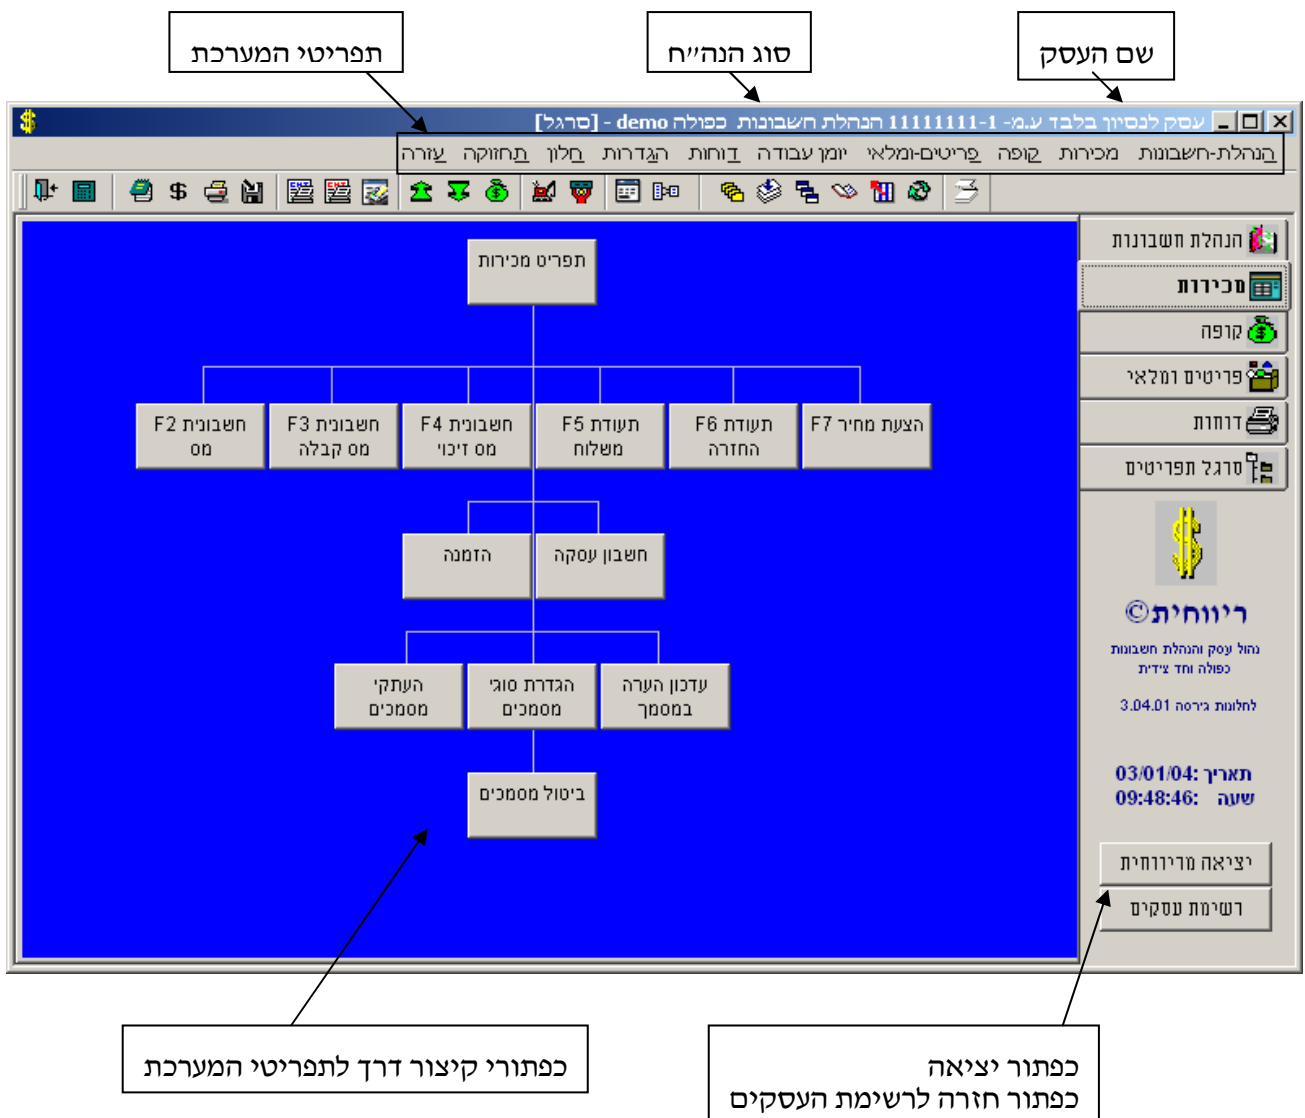 שם העסק
סוג הנה״ח
תפריטי המערכת
עסק לנסיון בלבד ע.מ- 11111111-1 הנהלת חשבונות כפולה demo - [סרגל]
הנהלת-חשבונות מכירות קופה פריטים-ומלאי יומן עבודה דוחות הגדרות חלון תחזוקה עזרה
הנהלת חשבונות
מכירות
קופה
פריטים ומלאי
דוחות
סרגל תפריטים
ריווחית©
נהול עסק והנהלת חשבונות
כפולה וחד צידית
לחלונות גירסה 3.04.01
תאריך :03/01/04
שעה :09:48:46
יציאה מריווחית
רשימת עסקים
תפריט מכירות
הצעת מחיר F7
תעודת F6
החזרה
תעודת F5
משלוח
חשבונית F4
מס זיכוי
חשבונית F3
מס קבלה
חשבונית F2
מס
חשבון עסקה
הזמנה
עדכון הערה
במסמך
הגדרת סוגי
מסמכים
העתקי
מסמכים
ביטול מסמכים
כפתור יציאה
כפתור חזרה לרשימת העסקים
כפתורי קיצור דרך לתפריטי המערכת